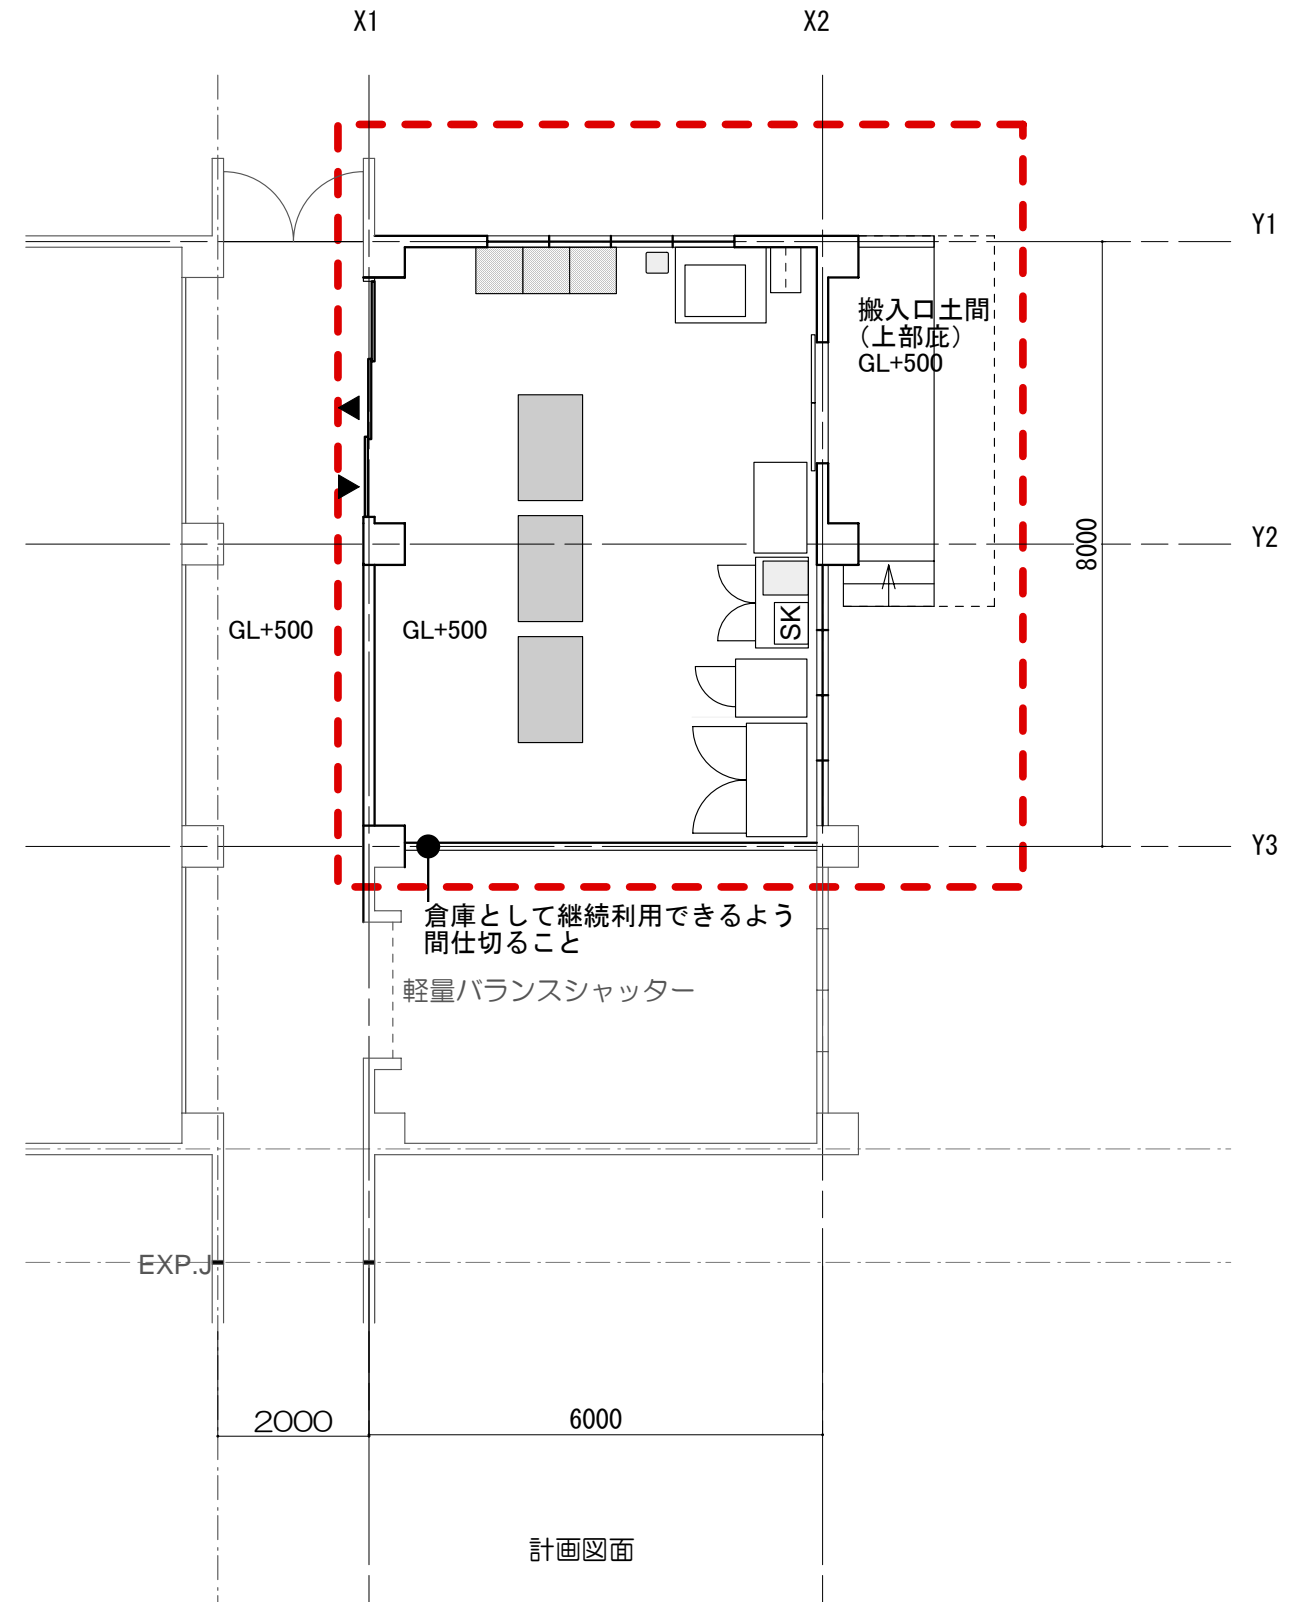 X1
X2
Y1
搬入口土間
(上部庇)
GL+500
Y2
8000
GL+500
GL+500
SK
Y3
倉庫として継続利用できるよう
間仕切ること
軽量バランスシャッター
EXP.J
2000
6000
計画図面